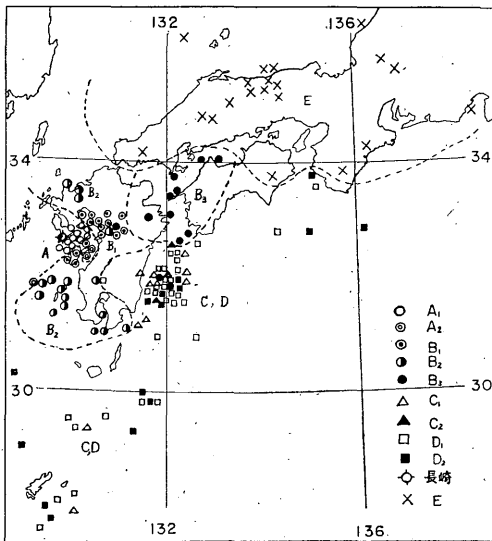 132
136
E
34
34
B₂
B₃
A
B₁
C, D
B₂
30
30
C,D
132
136
A₁
A₂
B₁
B₂
B₃
C₁
C₂
D₁
D₂
長崎
E